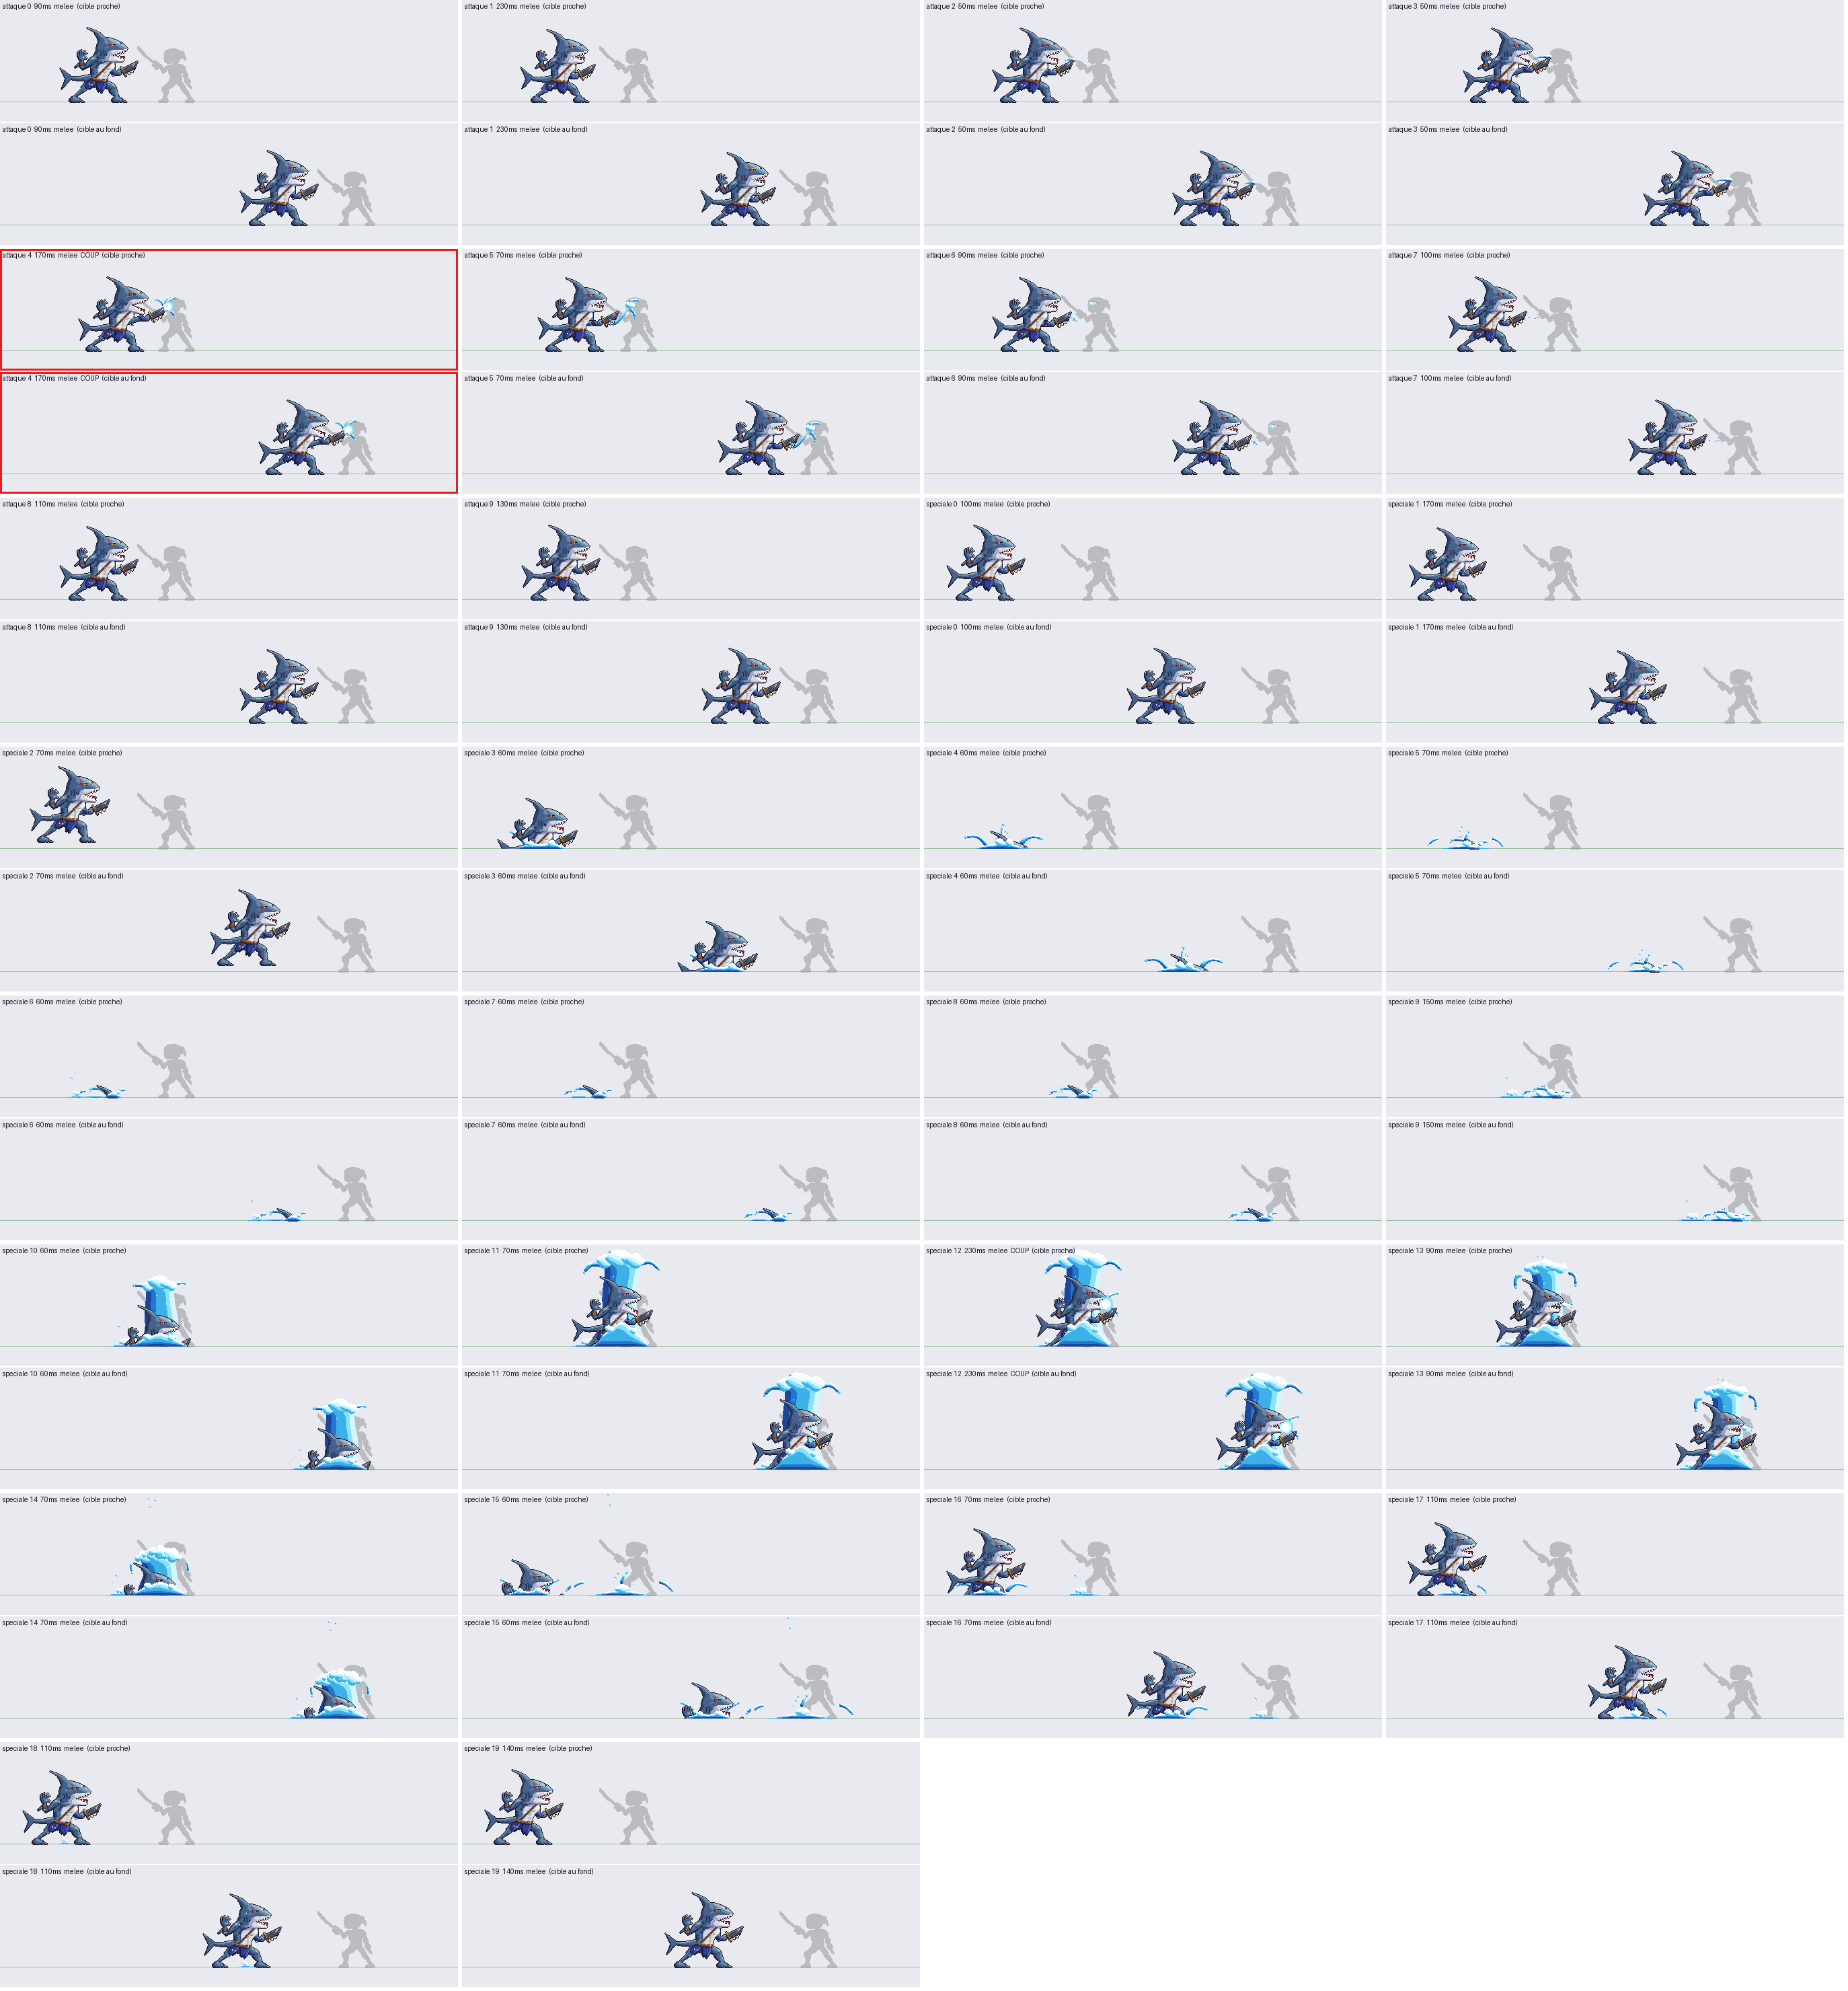 attaque 0 90ms melee (cible proche)
attaque 1 230ms melee (cible proche)
attaque 2 50ms melee (cible proche)
attaque 3 50ms melee (cible proche)
attaque 0 90ms melee (cible au fond)
attaque 1 230ms melee (cible au fond)
attaque 2 50ms melee (cible au fond)
attaque 3 50ms melee (cible au fond)
attaque 4 170ms melee COUP (cible proche)
attaque 5 70ms melee (cible proche)
attaque 6 90ms melee (cible proche)
attaque 7 100ms melee (cible proche)
attaque 4 170ms melee COUP (cible au fond)
attaque 5 70ms melee (cible au fond)
attaque 6 90ms melee (cible au fond)
attaque 7 100ms melee (cible au fond)
attaque 8 110ms melee (cible proche)
attaque 9 130ms melee (cible proche)
speciale 0 100ms melee (cible proche)
speciale 1 170ms melee (cible proche)
attaque 8 110ms melee (cible au fond)
attaque 9 130ms melee (cible au fond)
speciale 0 100ms melee (cible au fond)
speciale 1 170ms melee (cible au fond)
speciale 2 70ms melee (cible proche)
speciale 3 60ms melee (cible proche)
speciale 4 60ms melee (cible proche)
speciale 5 70ms melee (cible proche)
speciale 2 70ms melee (cible au fond)
speciale 3 60ms melee (cible au fond)
speciale 4 60ms melee (cible au fond)
speciale 5 70ms melee (cible au fond)
speciale 6 60ms melee (cible proche)
speciale 7 60ms melee (cible proche)
speciale 8 60ms melee (cible proche)
speciale 9 150ms melee (cible proche)
speciale 6 60ms melee (cible au fond)
speciale 7 60ms melee (cible au fond)
speciale 8 60ms melee (cible au fond)
speciale 9 150ms melee (cible au fond)
speciale 10 60ms melee (cible proche)
speciale 11 70ms melee (cible proche)
speciale 12 230ms melee COUP (cible proche)
speciale 13 90ms melee (cible proche)
speciale 10 60ms melee (cible au fond)
speciale 11 70ms melee (cible au fond)
speciale 12 230ms melee COUP (cible au fond)
speciale 13 90ms melee (cible au fond)
speciale 14 70ms melee (cible proche)
speciale 15 60ms melee (cible proche)
speciale 16 70ms melee (cible proche)
speciale 17 110ms melee (cible proche)
speciale 14 70ms melee (cible au fond)
speciale 15 60ms melee (cible au fond)
speciale 16 70ms melee (cible au fond)
speciale 17 110ms melee (cible au fond)
speciale 18 110ms melee (cible proche)
speciale 19 140ms melee (cible proche)
speciale 18 110ms melee (cible au fond)
speciale 19 140ms melee (cible au fond)